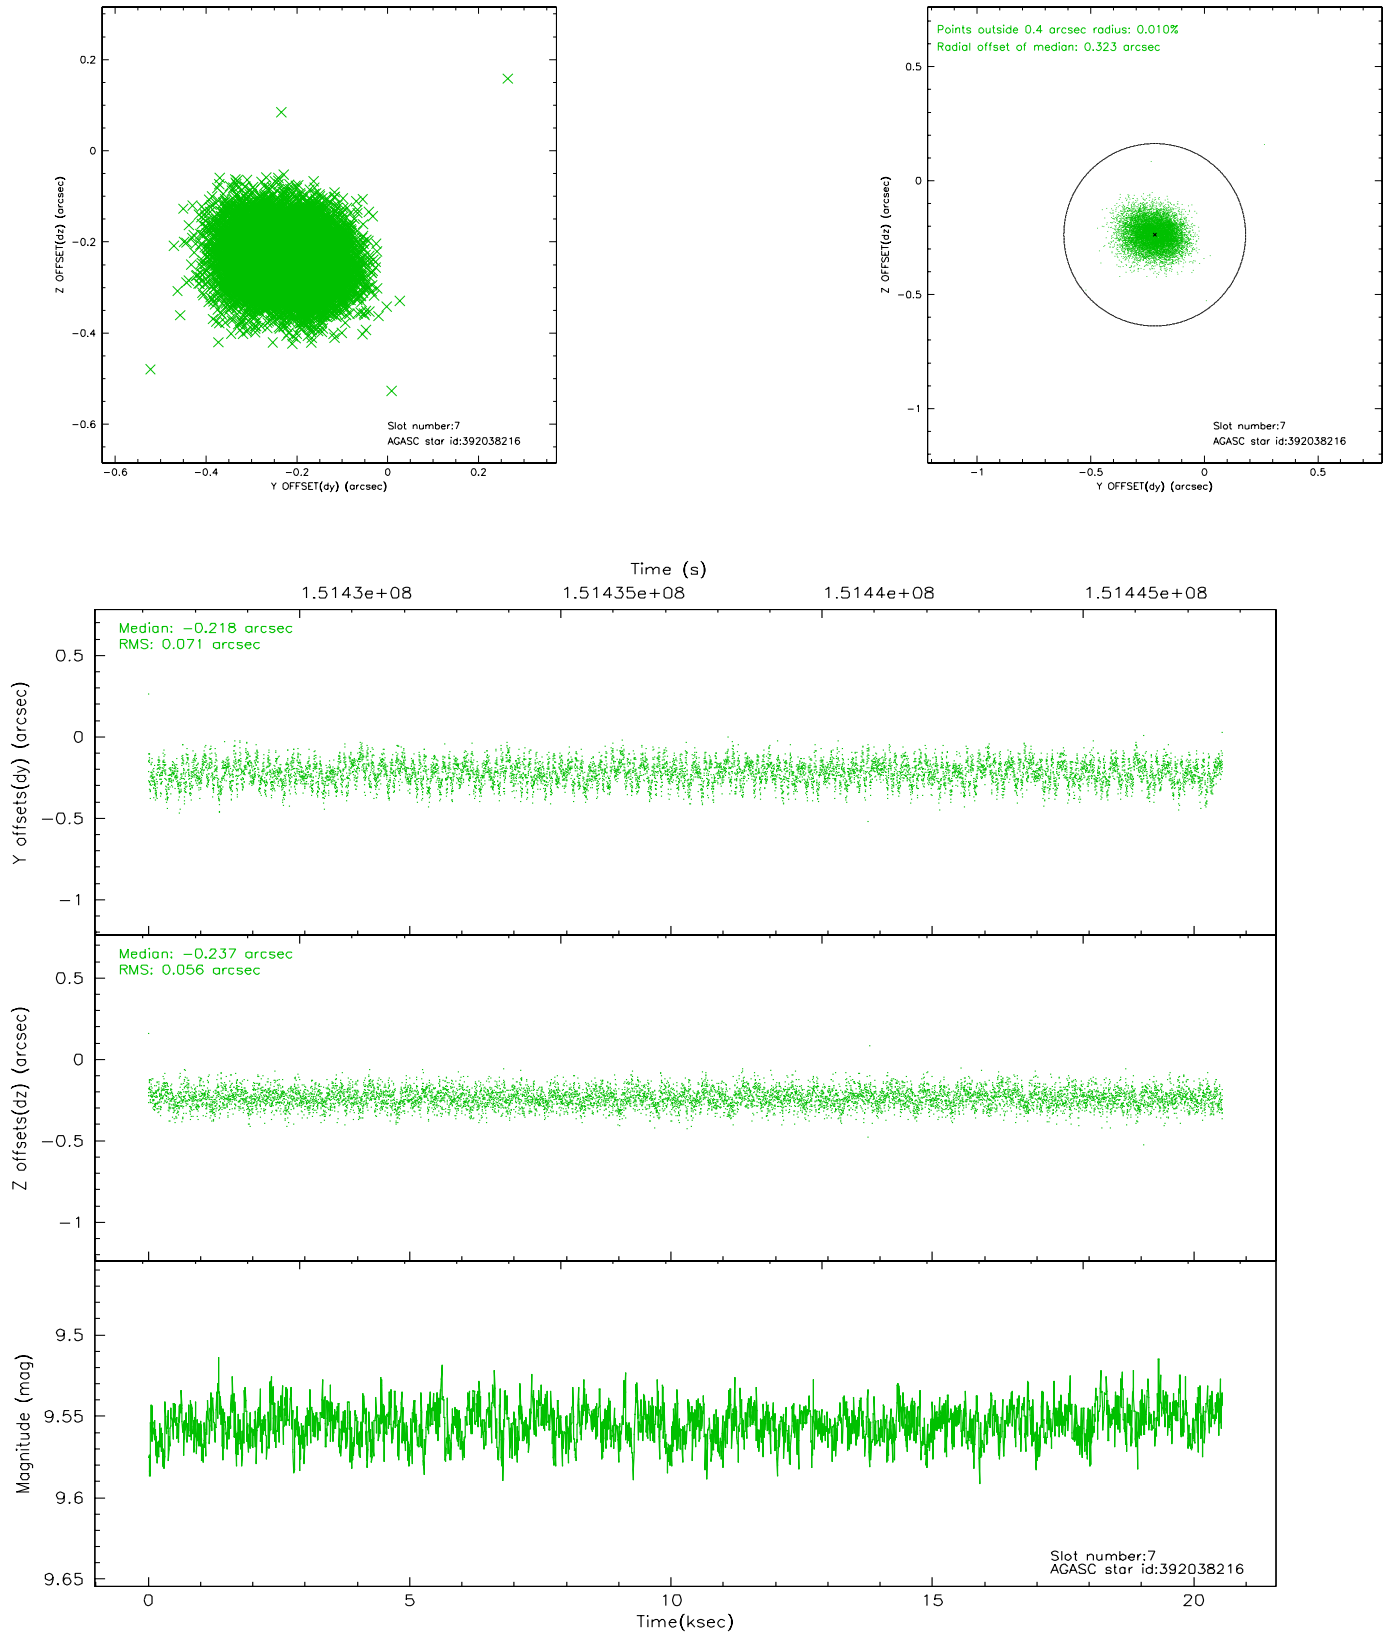 0.2
0
−0.2
−0.4
−0.6
Z OFFSET(dz) (arcsec)
Slot number:7
AGASC star id:392038216
−0.6 −0.4 −0.2 0 0.2
Y OFFSET(dy) (arcsec)
Points outside 0.4 arcsec radius: 0.010%
Radial offset of median: 0.323 arcsec
0.5
0
−0.5
−1
Z OFFSET(dz) (arcsec)
Slot number:7
AGASC star id:392038216
−1 −0.5 0 0.5
Y OFFSET(dy) (arcsec)
Time (s)
1.5143e+08 1.51435e+08 1.5144e+08 1.51445e+08
Median: −0.218 arcsec
RMS: 0.071 arcsec
0.5
0
−0.5
−1
Y offsets(dy) (arcsec)
Median: −0.237 arcsec
RMS: 0.056 arcsec
0.5
0
−0.5
−1
Z offsets(dz) (arcsec)
9.5
9.55
9.6
9.65
Magnitude (mag)
Slot number:7
AGASC star id:392038216
0 5 10 15 20
Time(ksec)